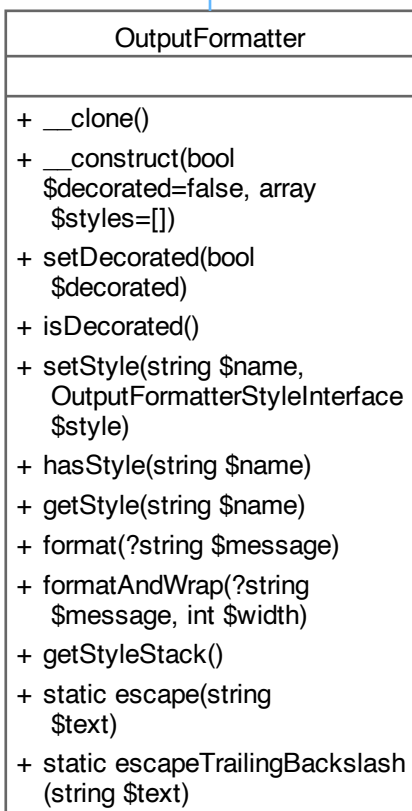 OutputFormatter
+ __clone()
+ __construct(bool
$decorated=false, array
$styles=[])
+ setDecorated(bool
$decorated)
+ isDecorated()
+ setStyle(string $name,
OutputFormatterStyleInterface
$style)
+ hasStyle(string $name)
+ getStyle(string $name)
+ format(?string $message)
+ formatAndWrap(?string
$message, int $width)
+ getStyleStack()
+ static escape(string
$text)
+ static escapeTrailingBackslash
(string $text)